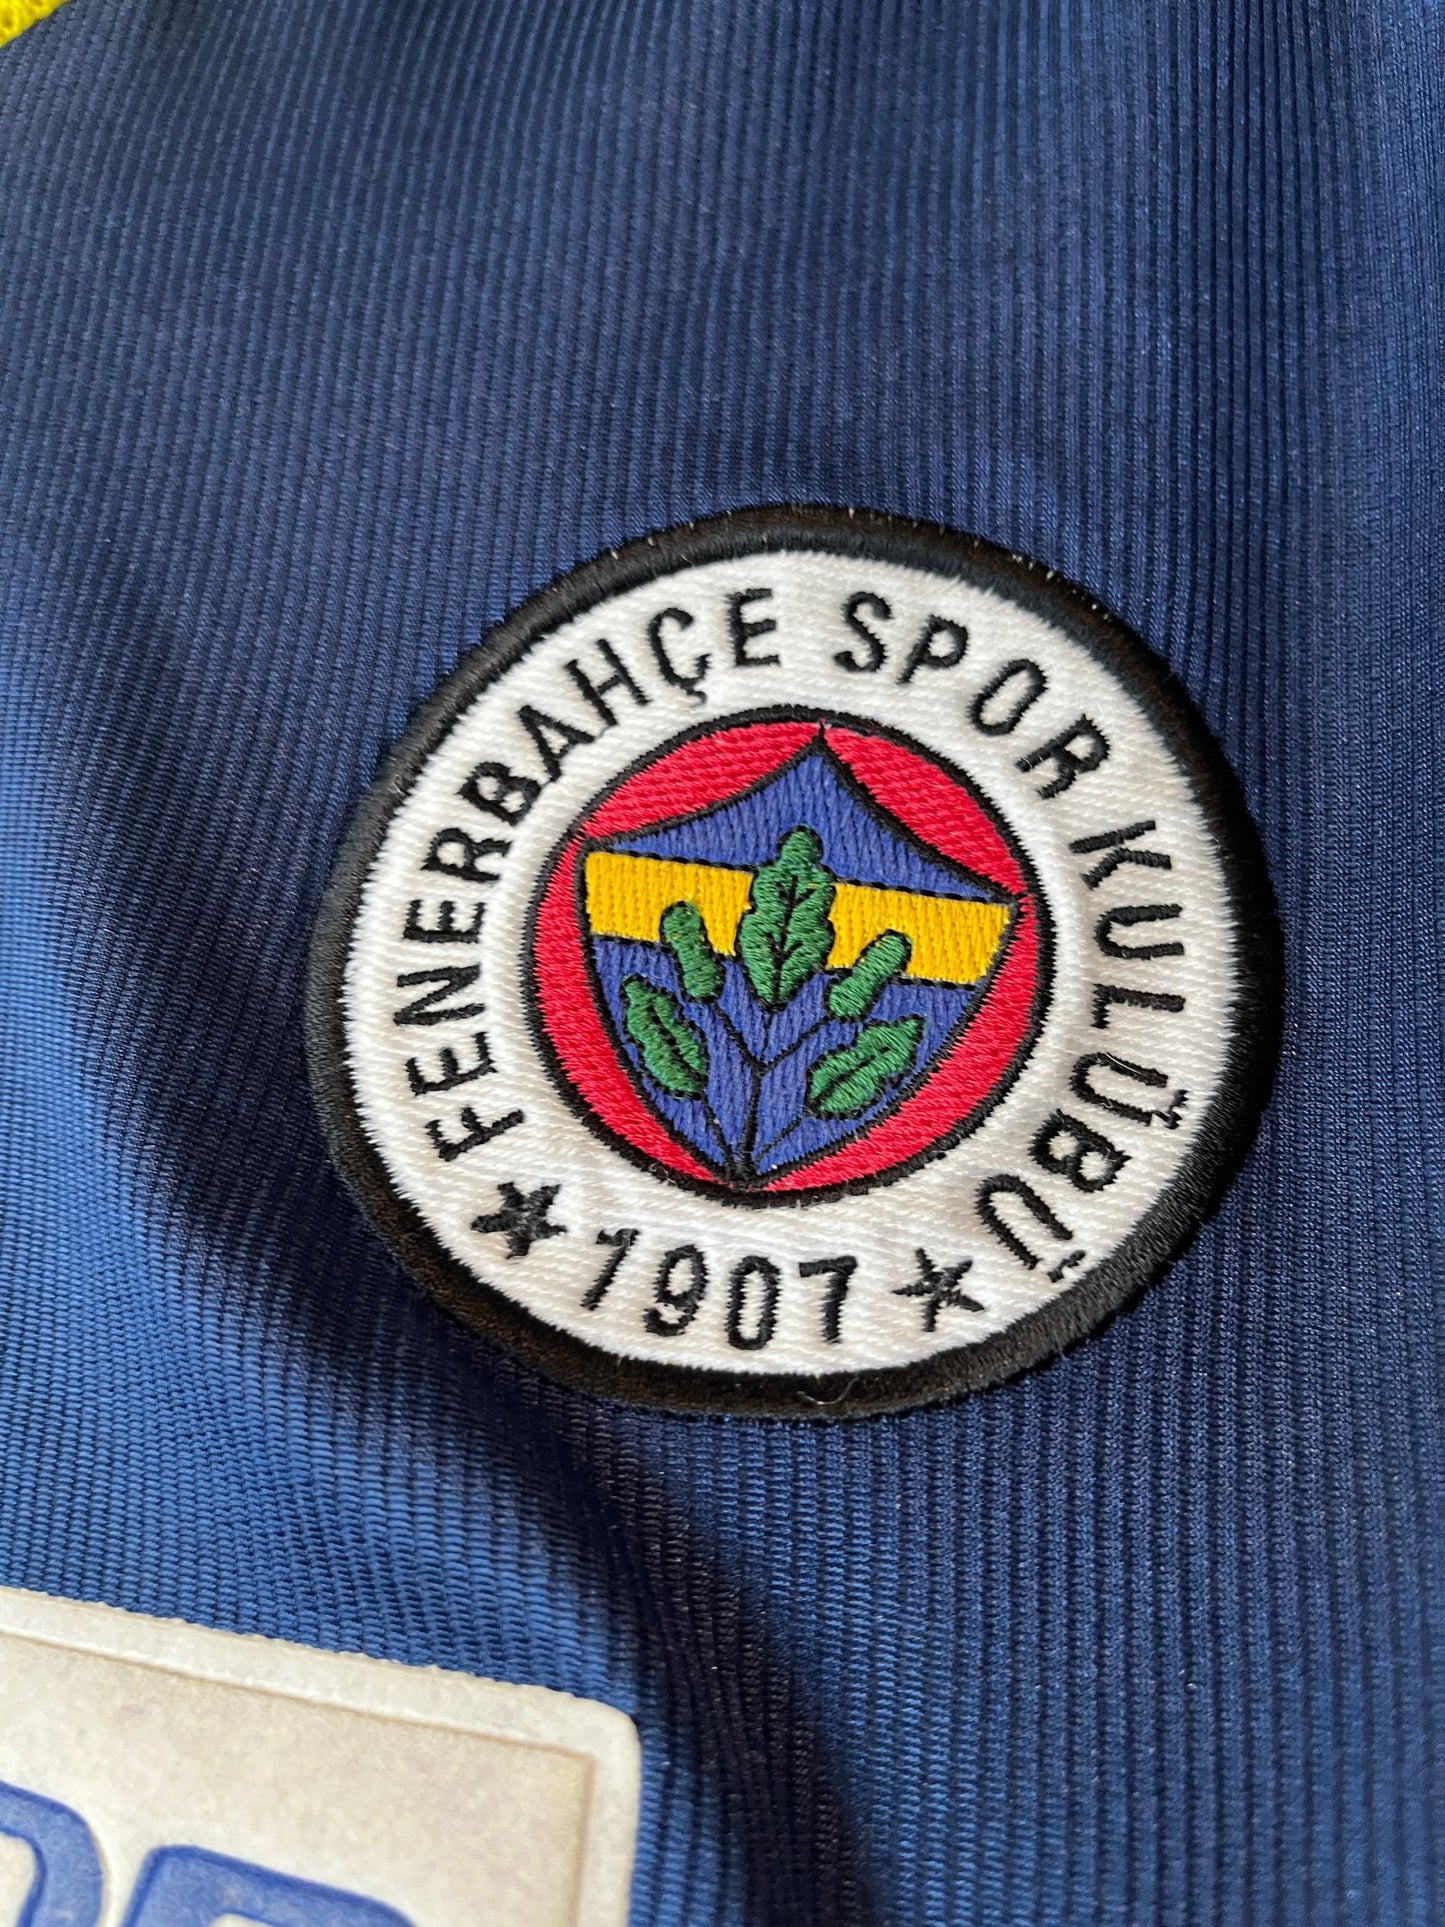 FENERBAHÇE SPOR KULÜBÜ
★ 1907 ★